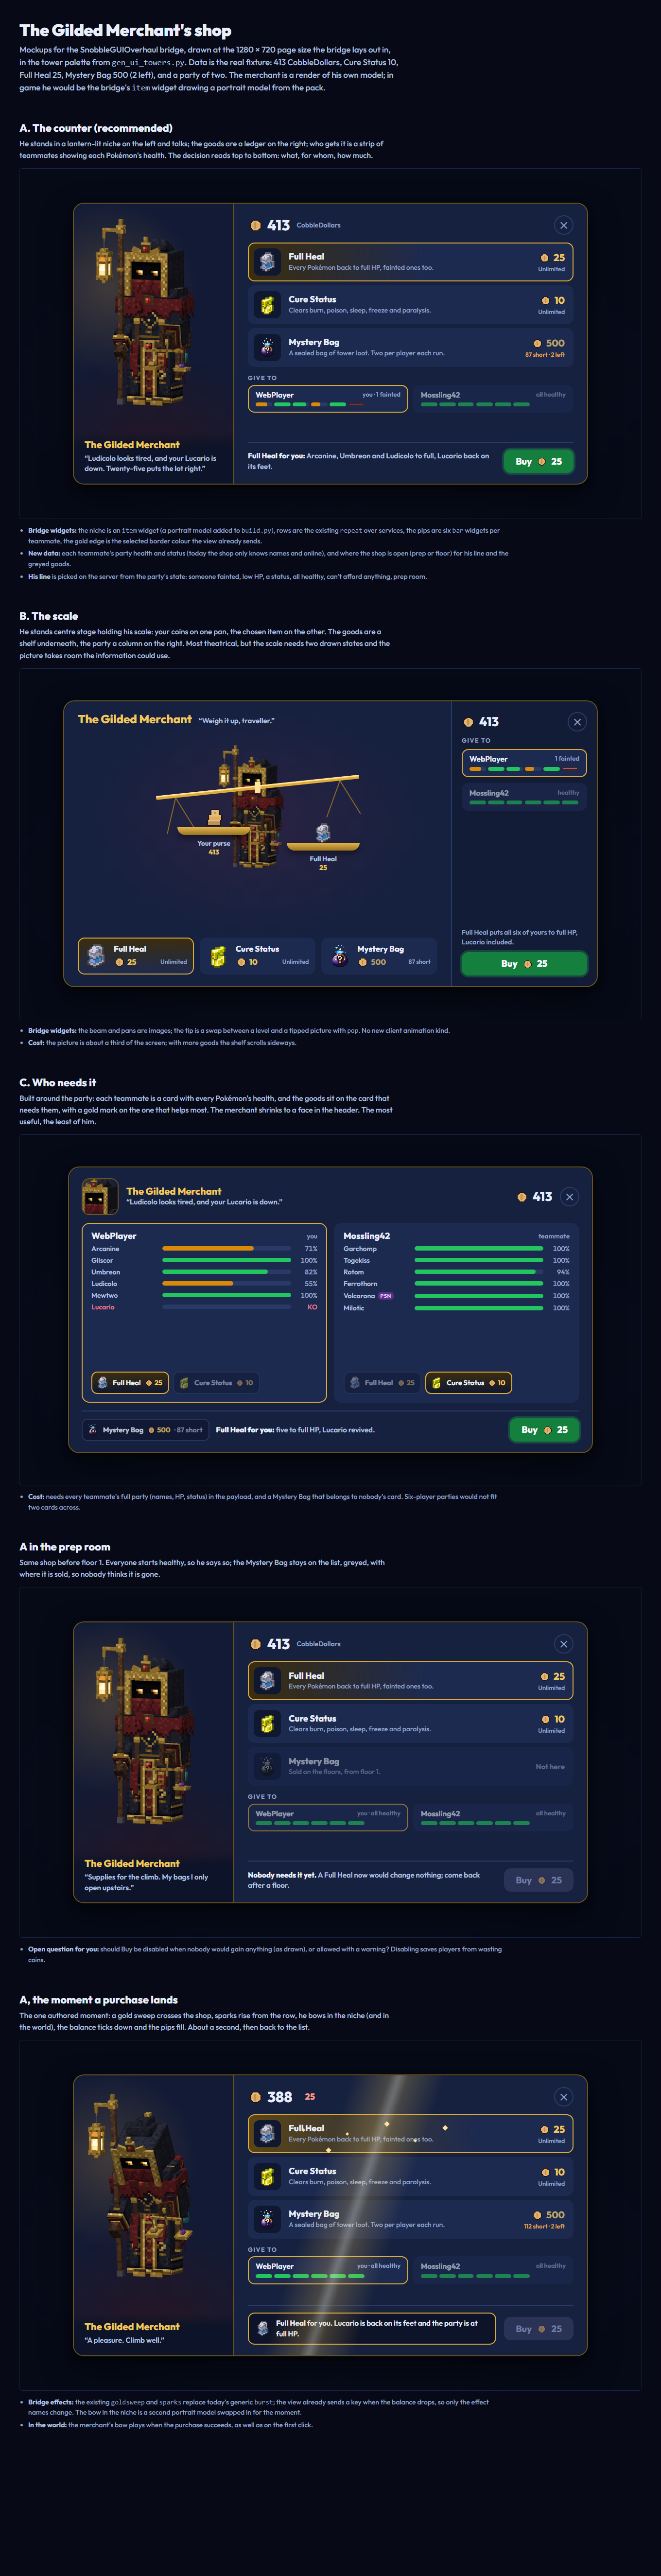 The Gilded Merchant's shop
Mockups for the SnobbleGUIOverhaul bridge, drawn at the 1280 × 720 page size the bridge lays out in,
in the tower palette from gen_ui_towers.py. Data is the real fixture: 413 CobbleDollars, Cure Status 10,
Full Heal 25, Mystery Bag 500 (2 left), and a party of two. The merchant is a render of his own model; in
game he would be the bridge's item widget drawing a portrait model from the pack.
A. The counter (recommended)
He stands in a lantern-lit niche on the left and talks; the goods are a ledger on the right; who gets it is a strip of
teammates showing each Pokémon's health. The decision reads top to bottom: what, for whom, how much.
413 CobbleDollars
Full Heal
Every Pokémon back to full HP, fainted ones too.
25
Unlimited
Cure Status
Clears burn, poison, sleep, freeze and paralysis.
10
Unlimited
Mystery Bag
A sealed bag of tower loot. Two per player each run.
500
87 short · 2 left
GIVE TO
WebPlayer you · 1 fainted
Mossling42 all healthy
The Gilded Merchant
“Ludicolo looks tired, and your Lucario is
down. Twenty-five puts the lot right.”
Full Heal for you: Arcanine, Umbreon and Ludicolo to full, Lucario back on
its feet.
Buy 25
• Bridge widgets: the niche is an item widget (a portrait model added to build.py), rows are the existing repeat over services, the pips are six bar widgets per
teammate, the gold edge is the selected border colour the view already sends.
• New data: each teammate's party health and status (today the shop only knows names and online), and where the shop is open (prep or floor) for his line and the
greyed goods.
• His line is picked on the server from the party's state: someone fainted, low HP, a status, all healthy, can't afford anything, prep room.
B. The scale
He stands centre stage holding his scale: your coins on one pan, the chosen item on the other. The goods are a
shelf underneath, the party a column on the right. Most theatrical, but the scale needs two drawn states and the
picture takes room the information could use.
The Gilded Merchant “Weigh it up, traveller.”
413
GIVE TO
WebPlayer 1 fainted
Mossling42 healthy
Your purse
413
Full Heal
25
Full Heal
25 Unlimited
Cure Status
10 Unlimited
Mystery Bag
500 87 short
Full Heal puts all six of yours to full HP,
Lucario included.
Buy 25
• Bridge widgets: the beam and pans are images; the tip is a swap between a level and a tipped picture with pop. No new client animation kind.
• Cost: the picture is about a third of the screen; with more goods the shelf scrolls sideways.
C. Who needs it
Built around the party: each teammate is a card with every Pokémon's health, and the goods sit on the card that
needs them, with a gold mark on the one that helps most. The merchant shrinks to a face in the header. The most
useful, the least of him.
The Gilded Merchant
“Ludicolo looks tired, and your Lucario is down.”
413
WebPlayer you
Arcanine 71%
Gliscor 100%
Umbreon 82%
Ludicolo 55%
Mewtwo 100%
Lucario KO
Full Heal 25
Cure Status 10
Mossling42 teammate
Garchomp 100%
Togekiss 100%
Rotom 94%
Ferrothorn 100%
Volcarona PSN 100%
Milotic 100%
Full Heal 25
Cure Status 10
Mystery Bag 500 · 87 short
Full Heal for you: five to full HP, Lucario revived.
Buy 25
• Cost: needs every teammate's full party (names, HP, status) in the payload, and a Mystery Bag that belongs to nobody's card. Six-player parties would not fit
two cards across.
A in the prep room
Same shop before floor 1. Everyone starts healthy, so he says so; the Mystery Bag stays on the list, greyed, with
where it is sold, so nobody thinks it is gone.
413 CobbleDollars
Full Heal
Every Pokémon back to full HP, fainted ones too.
25
Unlimited
Cure Status
Clears burn, poison, sleep, freeze and paralysis.
10
Unlimited
Mystery Bag
Sold on the floors, from floor 1.
Not here
GIVE TO
WebPlayer you · all healthy
Mossling42 all healthy
The Gilded Merchant
“Supplies for the climb. My bags I only
open upstairs.”
Nobody needs it yet. A Full Heal now would change nothing; come back
after a floor.
Buy 25
• Open question for you: should Buy be disabled when nobody would gain anything (as drawn), or allowed with a warning? Disabling saves players from wasting
coins.
A, the moment a purchase lands
The one authored moment: a gold sweep crosses the shop, sparks rise from the row, he bows in the niche (and in
the world), the balance ticks down and the pips fill. About a second, then back to the list.
388 −25
Full Heal
Every Pokémon back to full HP, fainted ones too.
25
Unlimited
Cure Status
Clears burn, poison, sleep, freeze and paralysis.
10
Unlimited
Mystery Bag
A sealed bag of tower loot. Two per player each run.
500
112 short · 2 left
GIVE TO
WebPlayer you · all healthy
Mossling42 all healthy
The Gilded Merchant
“A pleasure. Climb well.”
Full Heal for you. Lucario is back on its feet and the party is at
full HP.
Buy 25
• Bridge effects: the existing goldsweep and sparks replace today's generic burst; the view already sends a key when the balance drops, so only the effect
names change. The bow in the niche is a second portrait model swapped in for the moment.
• In the world: the merchant's bow plays when the purchase succeeds, as well as on the first click.